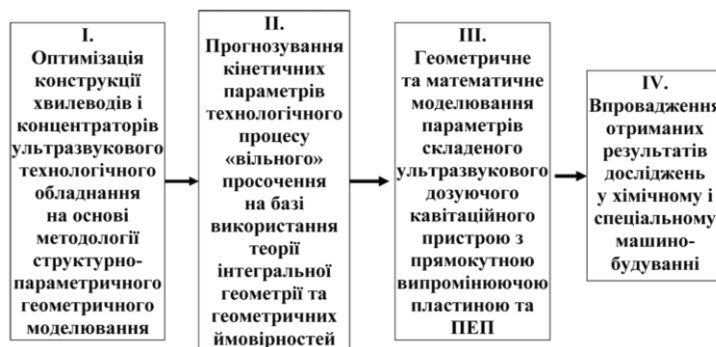 I.
Оптимізація
конструкції
хвилеводів і
концентраторів
ультразвукового
технологічного
обладнання
на основі
методології
структурно-
параметричного
геометричного
моделювання
II.
Прогнозування
кінетичних
параметрів
технологічного
процесу
«вільного»
просочення
на базі
використання
теорії
інтегральної
геометрії та
геометричних
ймовірностей
III.
Геометричне
та математичне
моделювання
параметрів
складеного
ультразвукового
дозуючого
кавітаційного
пристрою з
прямокутною
випромінюючою
пластиною та
ПЕП
IV.
Впровадження
отриманих
результатів
досліджень
у хімічному і
спеціальному
машино-
будуванні